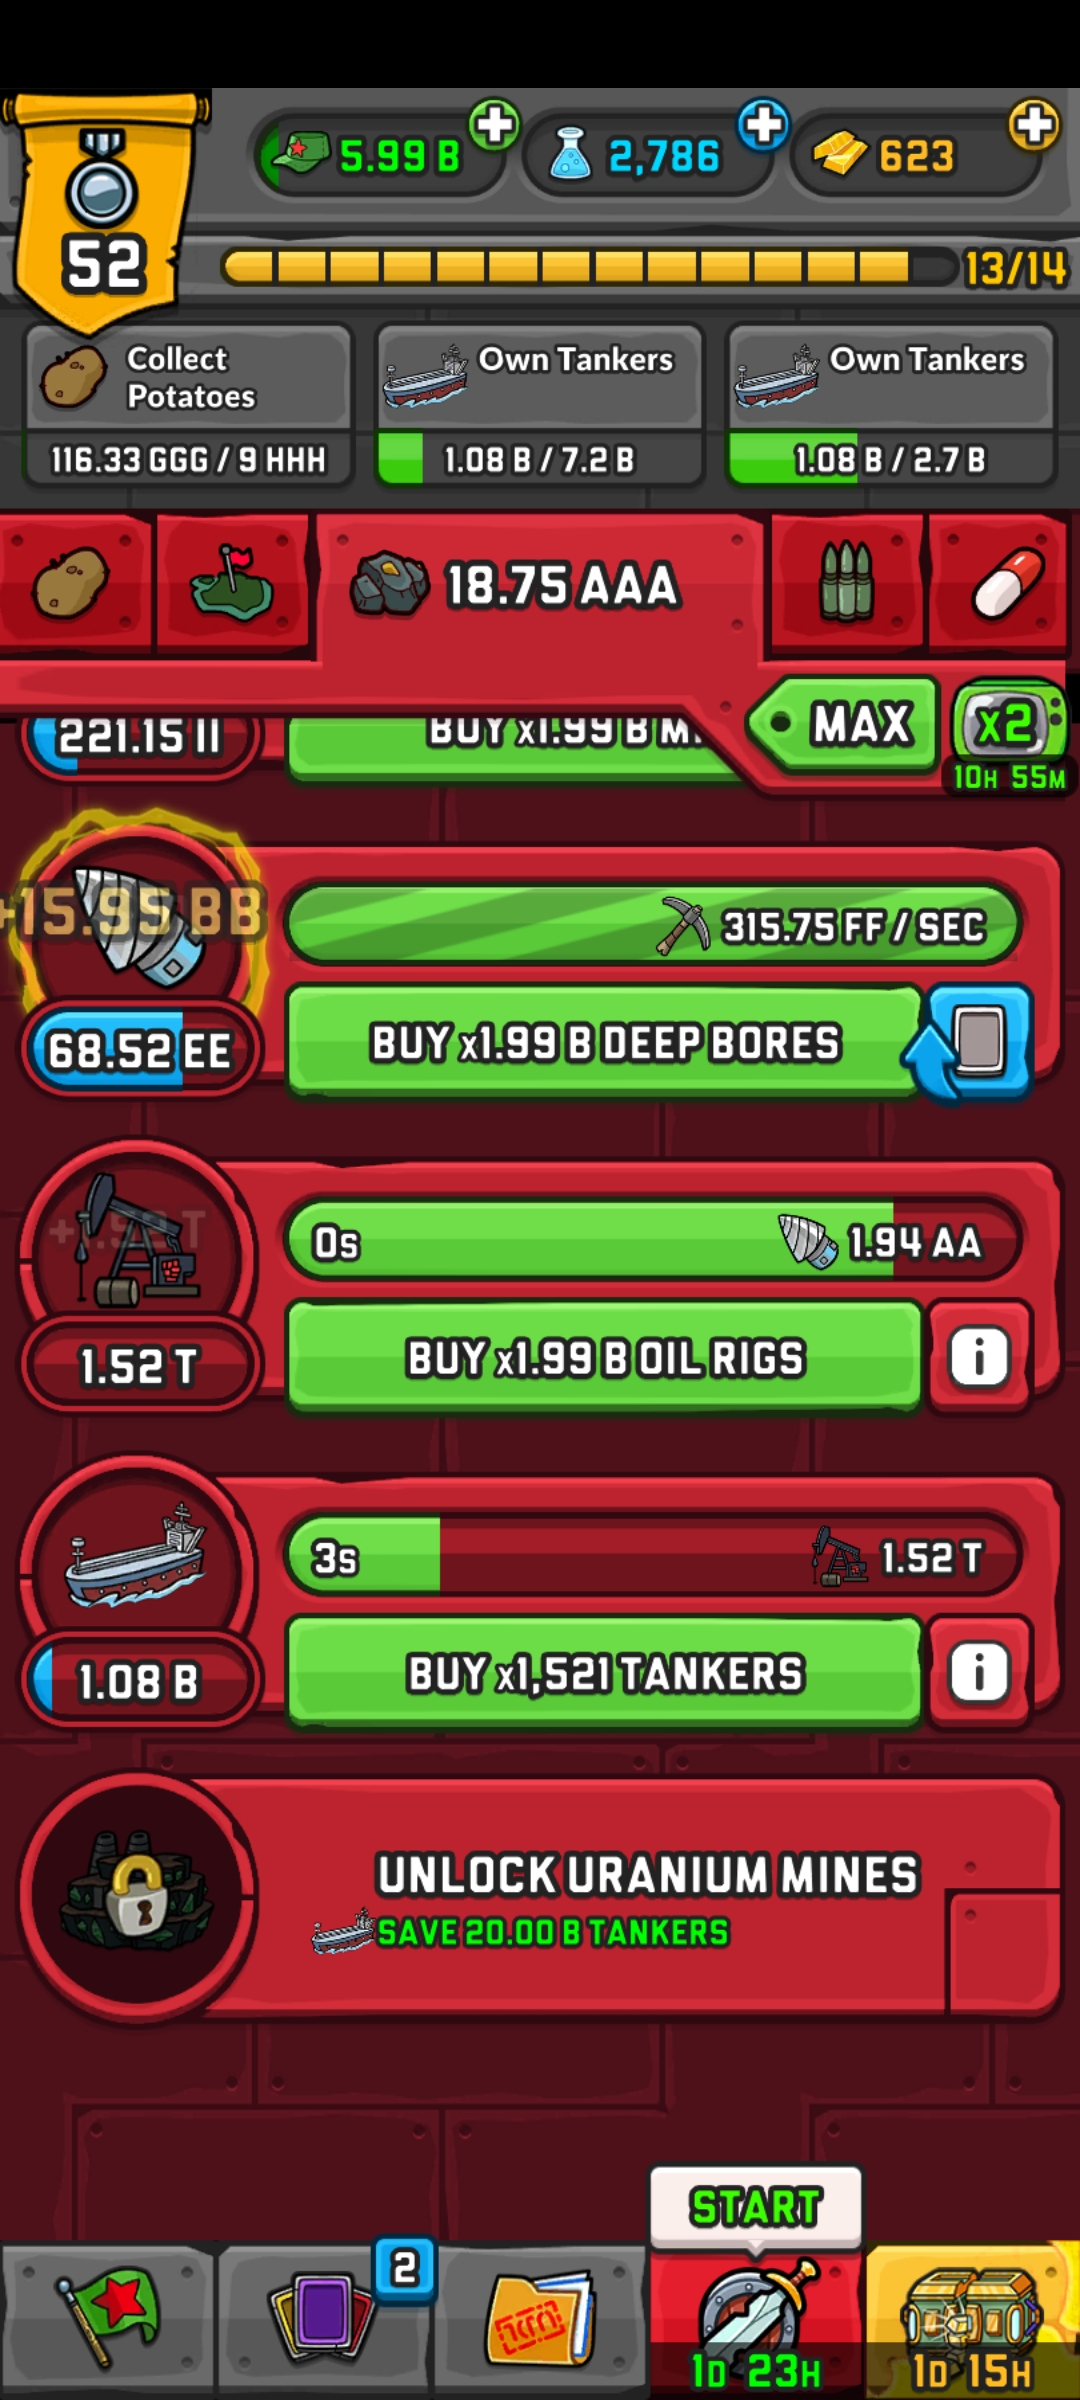 5.99 B
2,786
623
52
13/14
Collect
Potatoes
Own Tankers
Own Tankers
116.33 GGG / 9 HHH
1.08 B / 7.2 B
1.08 B / 2.7 B
18.75 AAA
MAX
x2
10H 55M
221.15 II
BUY x1.99 B
+15.95 BB
315.75 FF / SEC
68.52 EE
BUY x1.99 B DEEP BORES
0s
1.94 AA
1.52 T
BUY x1.99 B OIL RIGS
i
3s
1.52 T
1.08 B
BUY x1,521 TANKERS
i
UNLOCK URANIUM MINES
SAVE 20.00 B TANKERS
START
2
1D 23H
1D 15H